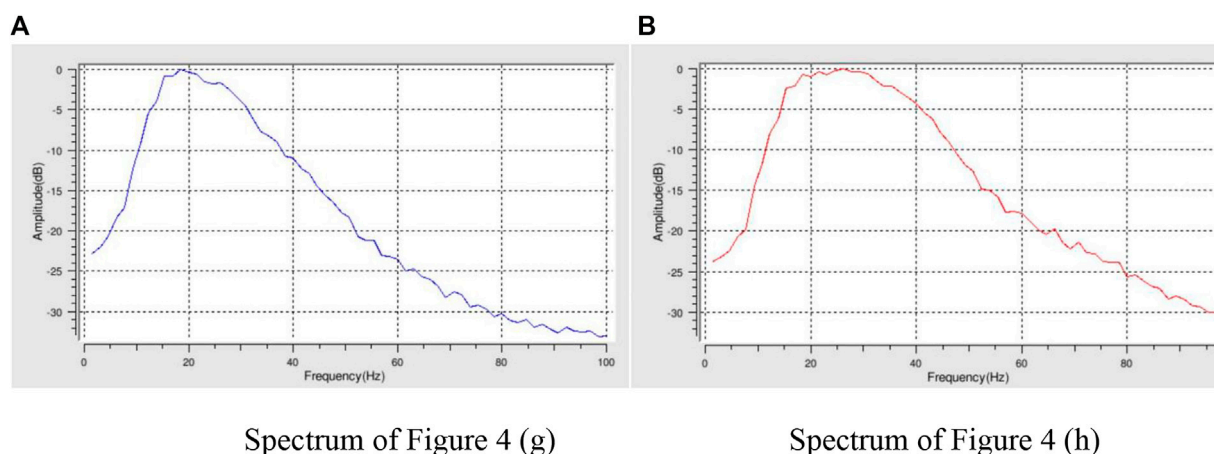 A
B
0
-5
-10
-15
-20
-25
-30
Amplitude(dB)
0 20 40 60 80 100
Frequency(Hz)
0
-5
-10
-15
-20
-25
-30
Amplitude(dB)
0 20 40 60 80
Frequency(Hz)
Spectrum of Figure 4 (g)
Spectrum of Figure 4 (h)